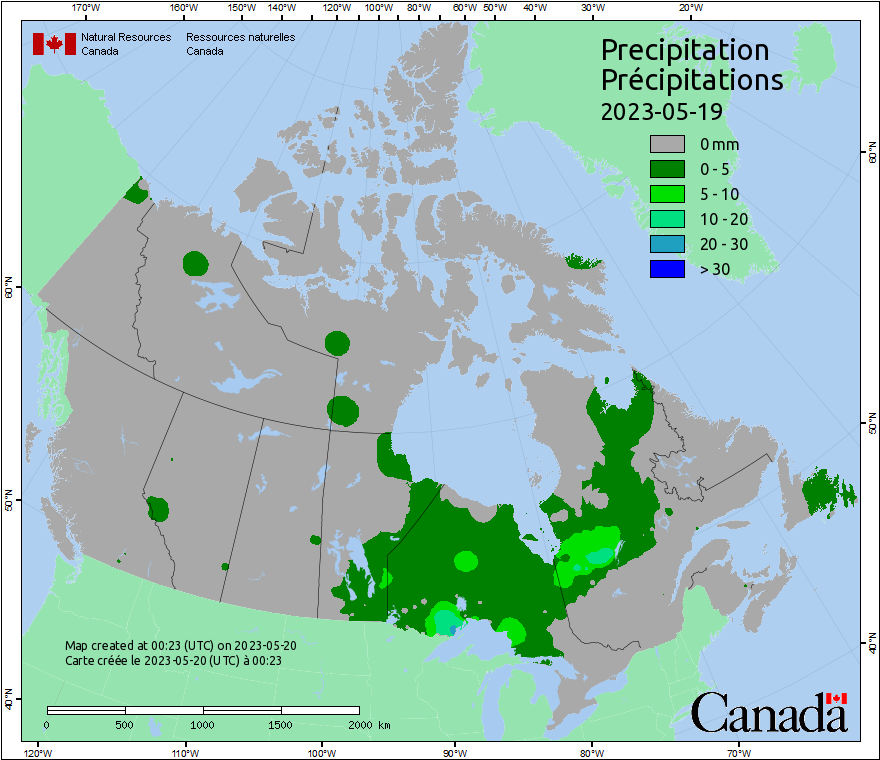 170°W 160°W 150°W 140°W 120°W 100°W 80°W 60°W 50°W 40°W 30°W 20°W
Natural Resources Ressources naturelles
Canada Canada
Precipitation
Précipitations
2023-05-19
0 mm
0 - 5
5 - 10
10 - 20
20 - 30
> 30
60°N
60°N
50°N
50°N
40°N
40°N
Map created at 00:23 (UTC) on 2023-05-20
Carte créée le 2023-05-20 (UTC) à 00:23
0 500 1000 1500 2000 km
Canada
120°W 110°W 100°W 90°W 80°W 70°W